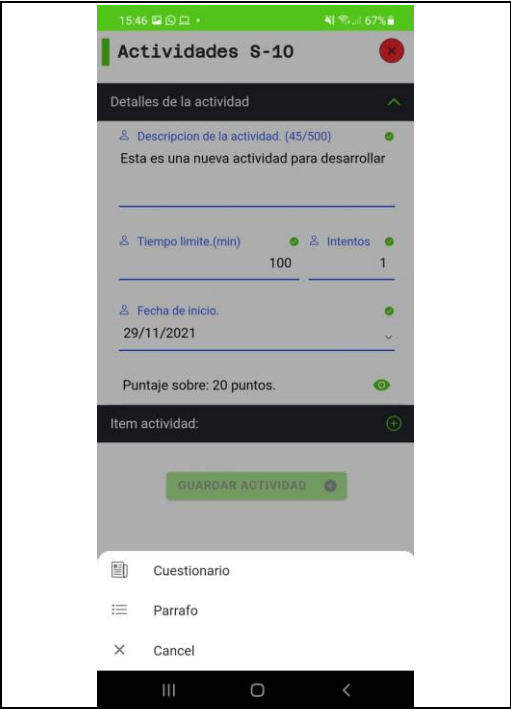 15:46 67%
Actividades S-10
Detalles de la actividad
Descripcion de la actividad. (45/500)
Esta es una nueva actividad para desarrollar
Tiempo limite.(min) Intentos
100 1
Fecha de inicio.
29/11/2021
Puntaje sobre: 20 puntos.
Item actividad:
GUARDAR ACTIVIDAD
Cuestionario
Parrafo
Cancel